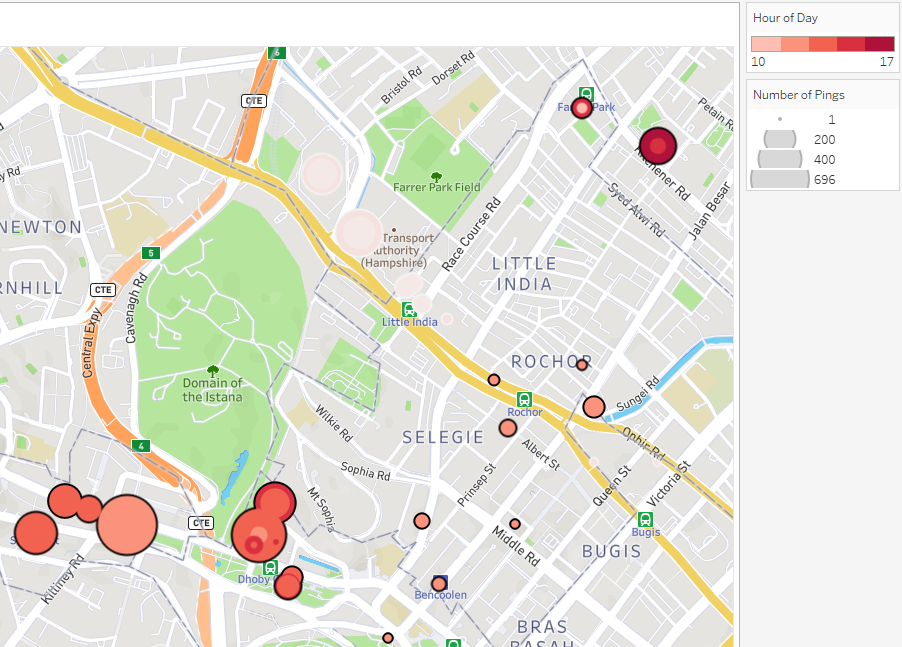 Hour of Day
10 17
Number of Pings
1
200
400
696
6
CTE
Bristol Rd
Dorset Rd
Park
Petain Rd
Kitchener Rd
Farrer Park Field
Syed Alwi Rd
Jalan Besar
Race Course Rd
NEWTON
Transport
(Hampshire)
5
LITTLE
INDIA
CTE
Cavenagh Rd
Central Expy
Little India
ROCHOR
Domain of
the Istana
Rochor
Sungei Rd
Wilkie Rd
SELEGIE
Ophir Rd
4
Albert St
Sophia Rd
Prinsep St
Queen St
Victoria St
Mt Sophia
CTE
Middle Rd
Bugis
BUGIS
Killiney Rd
Dhoby
Bencoolen
BRAS
BASAH